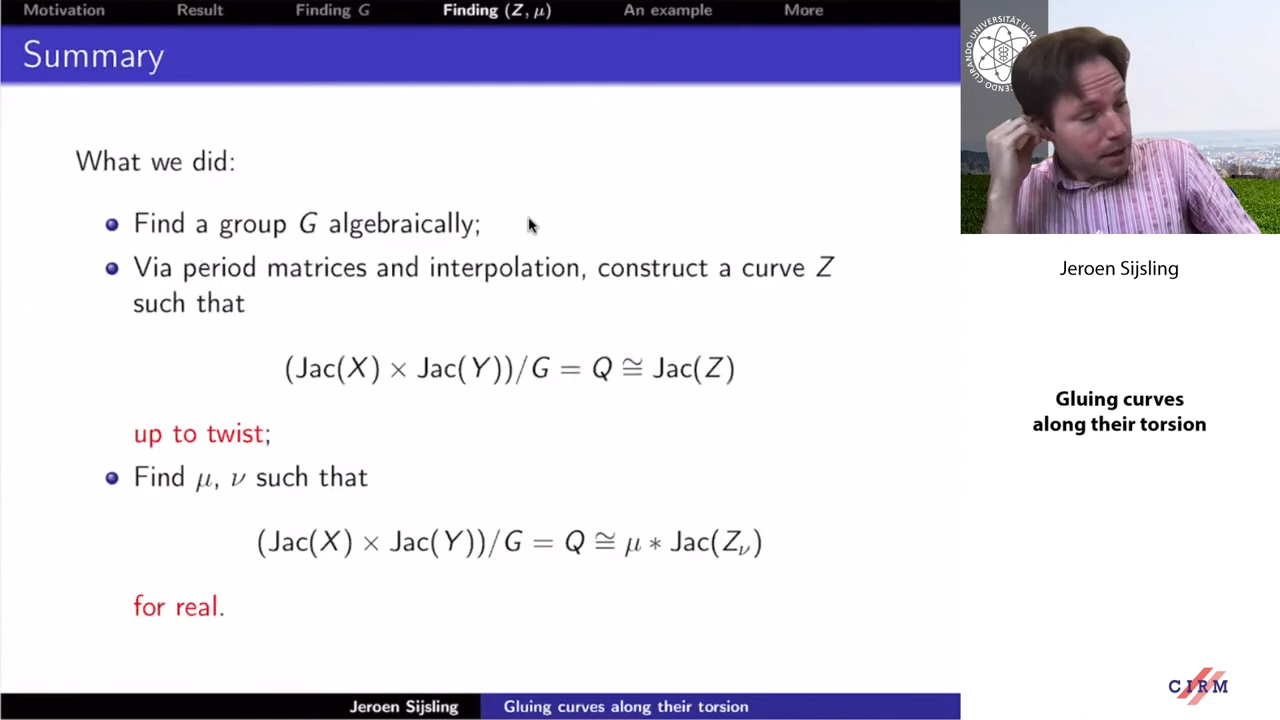 Motivation Result Finding G Finding (Z, μ) An example More
Summary
What we did:
Find a group G algebraically;
Via period matrices and interpolation, construct a curve Z
such that
(Jac(X) × Jac(Y))/G = Q ≅ Jac(Z)
up to twist;
Find μ, ν such that
(Jac(X) × Jac(Y))/G = Q ≅ μ ∗ Jac(Z_ν)
for real.
Jeroen Sijsling Gluing curves along their torsion
Jeroen Sijsling
Gluing curves
along their torsion
CIRM